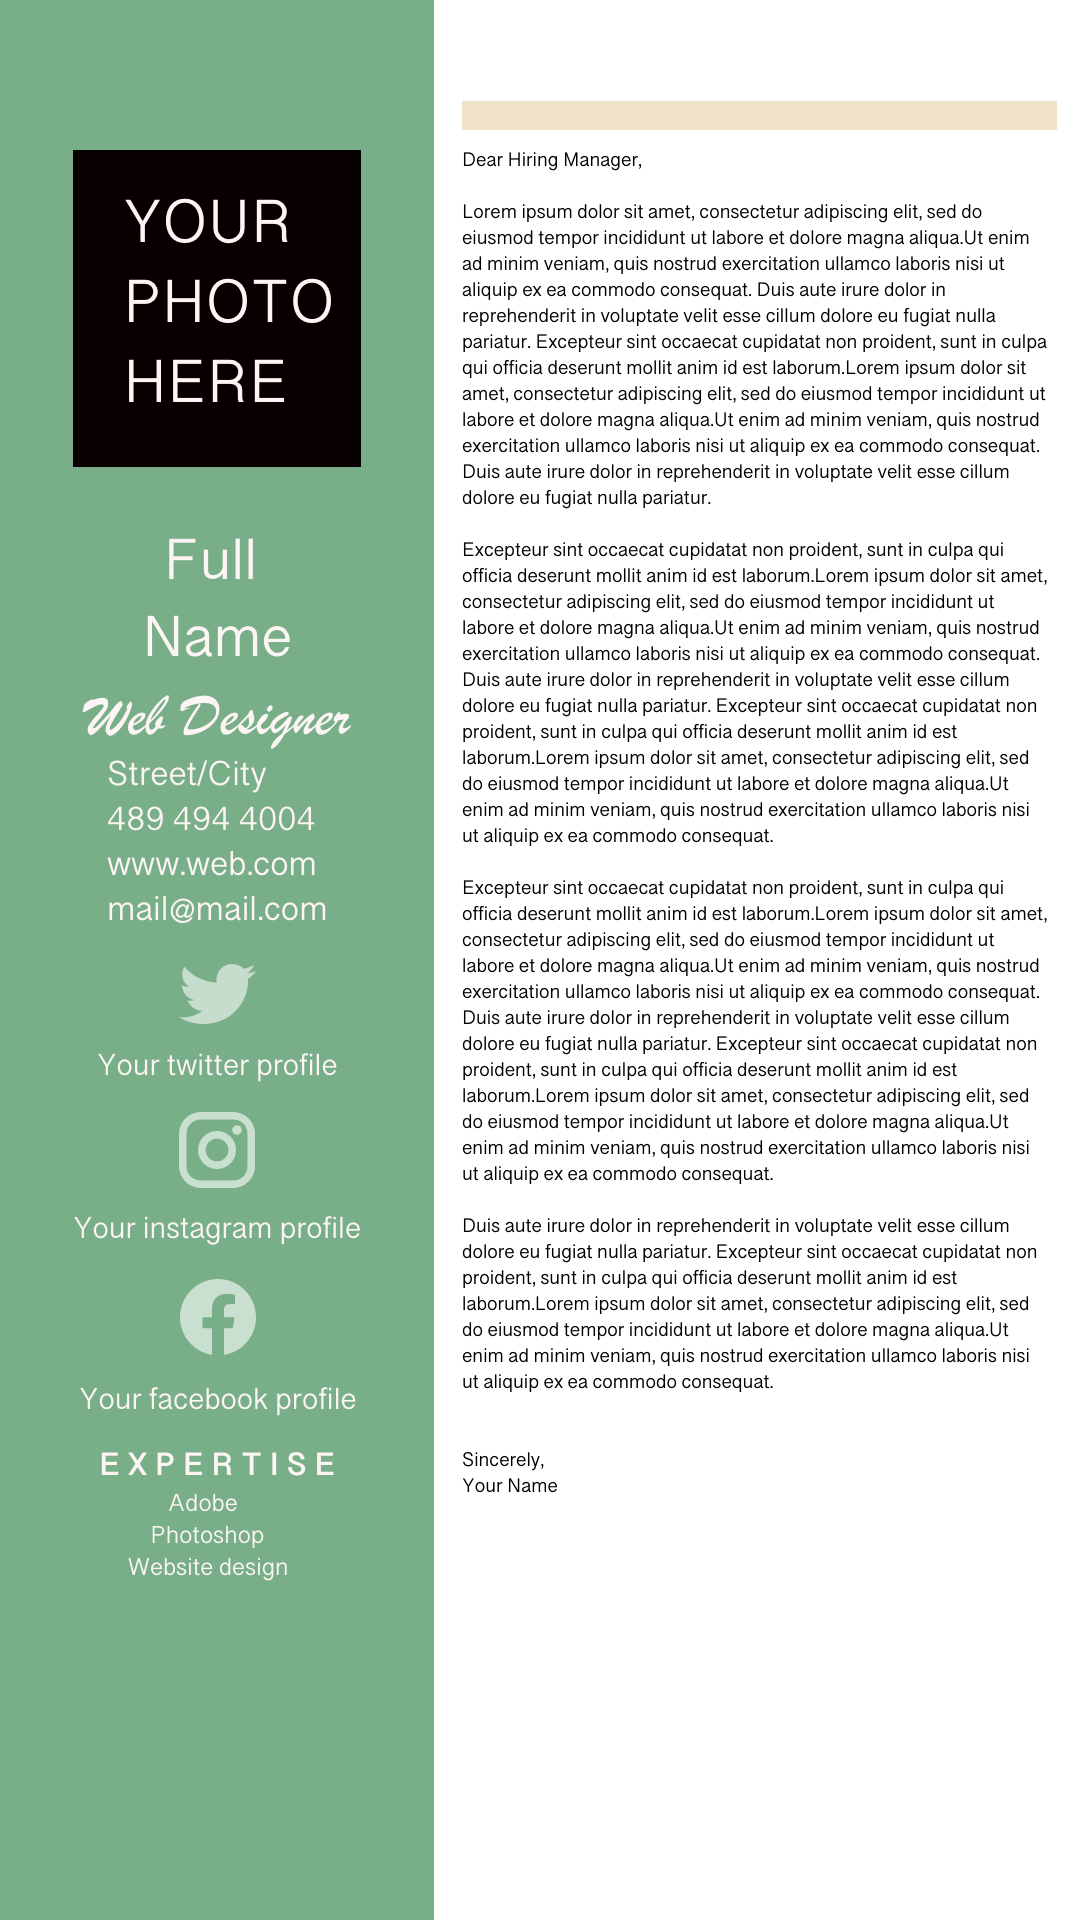 YOUR
PHOTO
HERE
Full
Name
Web Designer
Street/City
489 494 4004
www.web.com
mail@mail.com
Your twitter profile
Your instagram profile
Your facebook profile
EXPERTISE
Adobe
Photoshop
Website design
Dear Hiring Manager,
Lorem ipsum dolor sit amet, consectetur adipiscing elit, sed do
eiusmod tempor incididunt ut labore et dolore magna aliqua.Ut enim
ad minim veniam, quis nostrud exercitation ullamco laboris nisi ut
aliquip ex ea commodo consequat. Duis aute irure dolor in
reprehenderit in voluptate velit esse cillum dolore eu fugiat nulla
pariatur. Excepteur sint occaecat cupidatat non proident, sunt in culpa
qui officia deserunt mollit anim id est laborum.Lorem ipsum dolor sit
amet, consectetur adipiscing elit, sed do eiusmod tempor incididunt ut
labore et dolore magna aliqua.Ut enim ad minim veniam, quis nostrud
exercitation ullamco laboris nisi ut aliquip ex ea commodo consequat.
Duis aute irure dolor in reprehenderit in voluptate velit esse cillum
dolore eu fugiat nulla pariatur.
Excepteur sint occaecat cupidatat non proident, sunt in culpa qui
officia deserunt mollit anim id est laborum.Lorem ipsum dolor sit amet,
consectetur adipiscing elit, sed do eiusmod tempor incididunt ut
labore et dolore magna aliqua.Ut enim ad minim veniam, quis nostrud
exercitation ullamco laboris nisi ut aliquip ex ea commodo consequat.
Duis aute irure dolor in reprehenderit in voluptate velit esse cillum
dolore eu fugiat nulla pariatur. Excepteur sint occaecat cupidatat non
proident, sunt in culpa qui officia deserunt mollit anim id est
laborum.Lorem ipsum dolor sit amet, consectetur adipiscing elit, sed
do eiusmod tempor incididunt ut labore et dolore magna aliqua.Ut
enim ad minim veniam, quis nostrud exercitation ullamco laboris nisi
ut aliquip ex ea commodo consequat.
Excepteur sint occaecat cupidatat non proident, sunt in culpa qui
officia deserunt mollit anim id est laborum.Lorem ipsum dolor sit amet,
consectetur adipiscing elit, sed do eiusmod tempor incididunt ut
labore et dolore magna aliqua.Ut enim ad minim veniam, quis nostrud
exercitation ullamco laboris nisi ut aliquip ex ea commodo consequat.
Duis aute irure dolor in reprehenderit in voluptate velit esse cillum
dolore eu fugiat nulla pariatur. Excepteur sint occaecat cupidatat non
proident, sunt in culpa qui officia deserunt mollit anim id est
laborum.Lorem ipsum dolor sit amet, consectetur adipiscing elit, sed
do eiusmod tempor incididunt ut labore et dolore magna aliqua.Ut
enim ad minim veniam, quis nostrud exercitation ullamco laboris nisi
ut aliquip ex ea commodo consequat.
Duis aute irure dolor in reprehenderit in voluptate velit esse cillum
dolore eu fugiat nulla pariatur. Excepteur sint occaecat cupidatat non
proident, sunt in culpa qui officia deserunt mollit anim id est
laborum.Lorem ipsum dolor sit amet, consectetur adipiscing elit, sed
do eiusmod tempor incididunt ut labore et dolore magna aliqua.Ut
enim ad minim veniam, quis nostrud exercitation ullamco laboris nisi
ut aliquip ex ea commodo consequat.
Sincerely,
Your Name